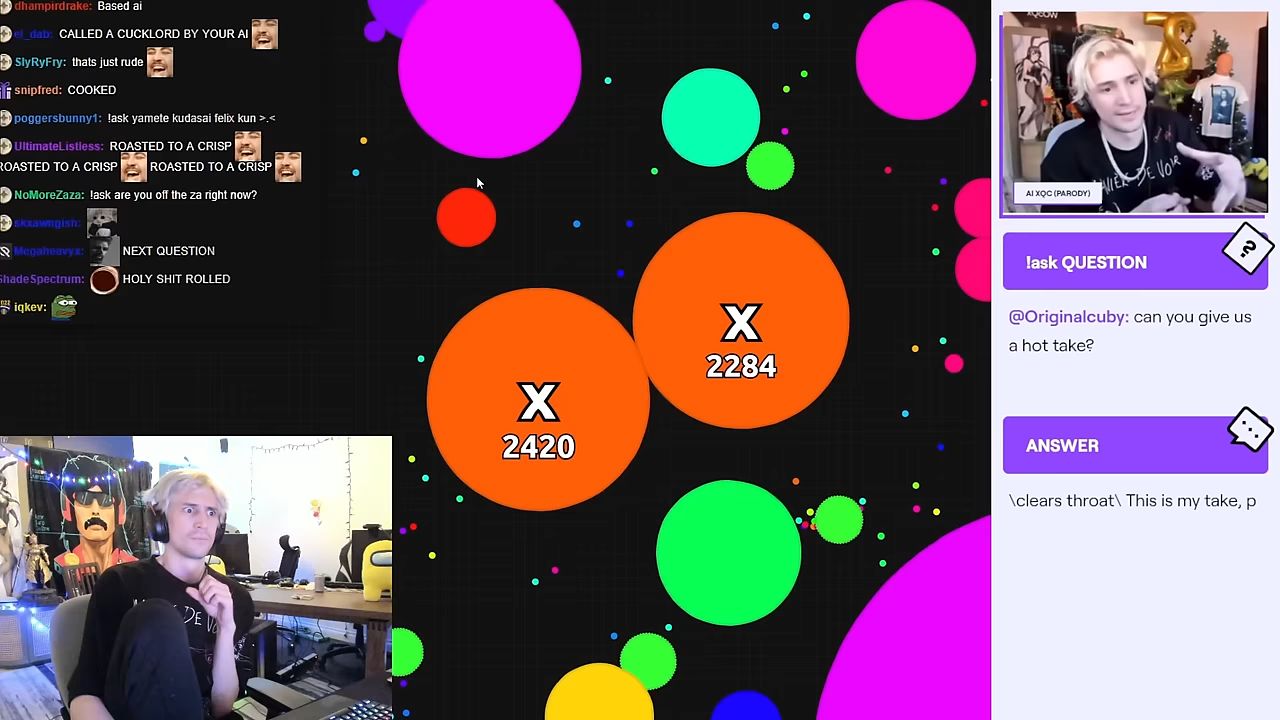 dhampirdrake: Based ai
el_dab: CALLED A CUCKLORD BY YOUR AI
SlyRyFry: thats just rude
snipfred: COOKED
poggersbunny1: !ask yamete kudasai felix kun >.<
UltimateListless: ROASTED TO A CRISP
ROASTED TO A CRISP ROASTED TO A CRISP
NoMoreZaza: !ask are you off the za right now?
skxawngish:
Megaheavyx: NEXT QUESTION
ShadeSpectrum: HOLY SHIT ROLLED
iqkev:
X
2284
X
2420
AI XQC (PARODY)
!ask QUESTION
?
@Originalcuby: can you give us
a hot take?
ANSWER
\clears throat\ This is my take, p